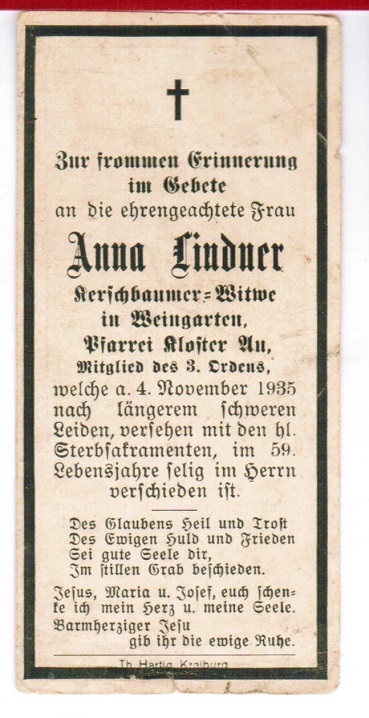 Zur frommen Erinnerung
im Gebete
an die ehrengeachtete Frau
Anna Lindner
Kerschbaumer=Witwe
in Weingarten,
Pfarrei Kloster Au,
Mitglied des 3. Ordens,
welche a. 4. November 1935
nach längerem schweren
Leiden, versehen mit den hl.
Sterbsakramenten, im 59.
Lebensjahre selig im Herrn
verschieden ist.
Des Glaubens Heil und Trost
Des Ewigen Huld und Frieden
Sei gute Seele dir,
Im stillen Grab beschieden.
Jesus, Maria u. Josef, euch schen-
ke ich mein Herz u. meine Seele.
Barmherziger Jesu
gib ihr die ewige Ruhe.
Th. Hartig, Kraiburg